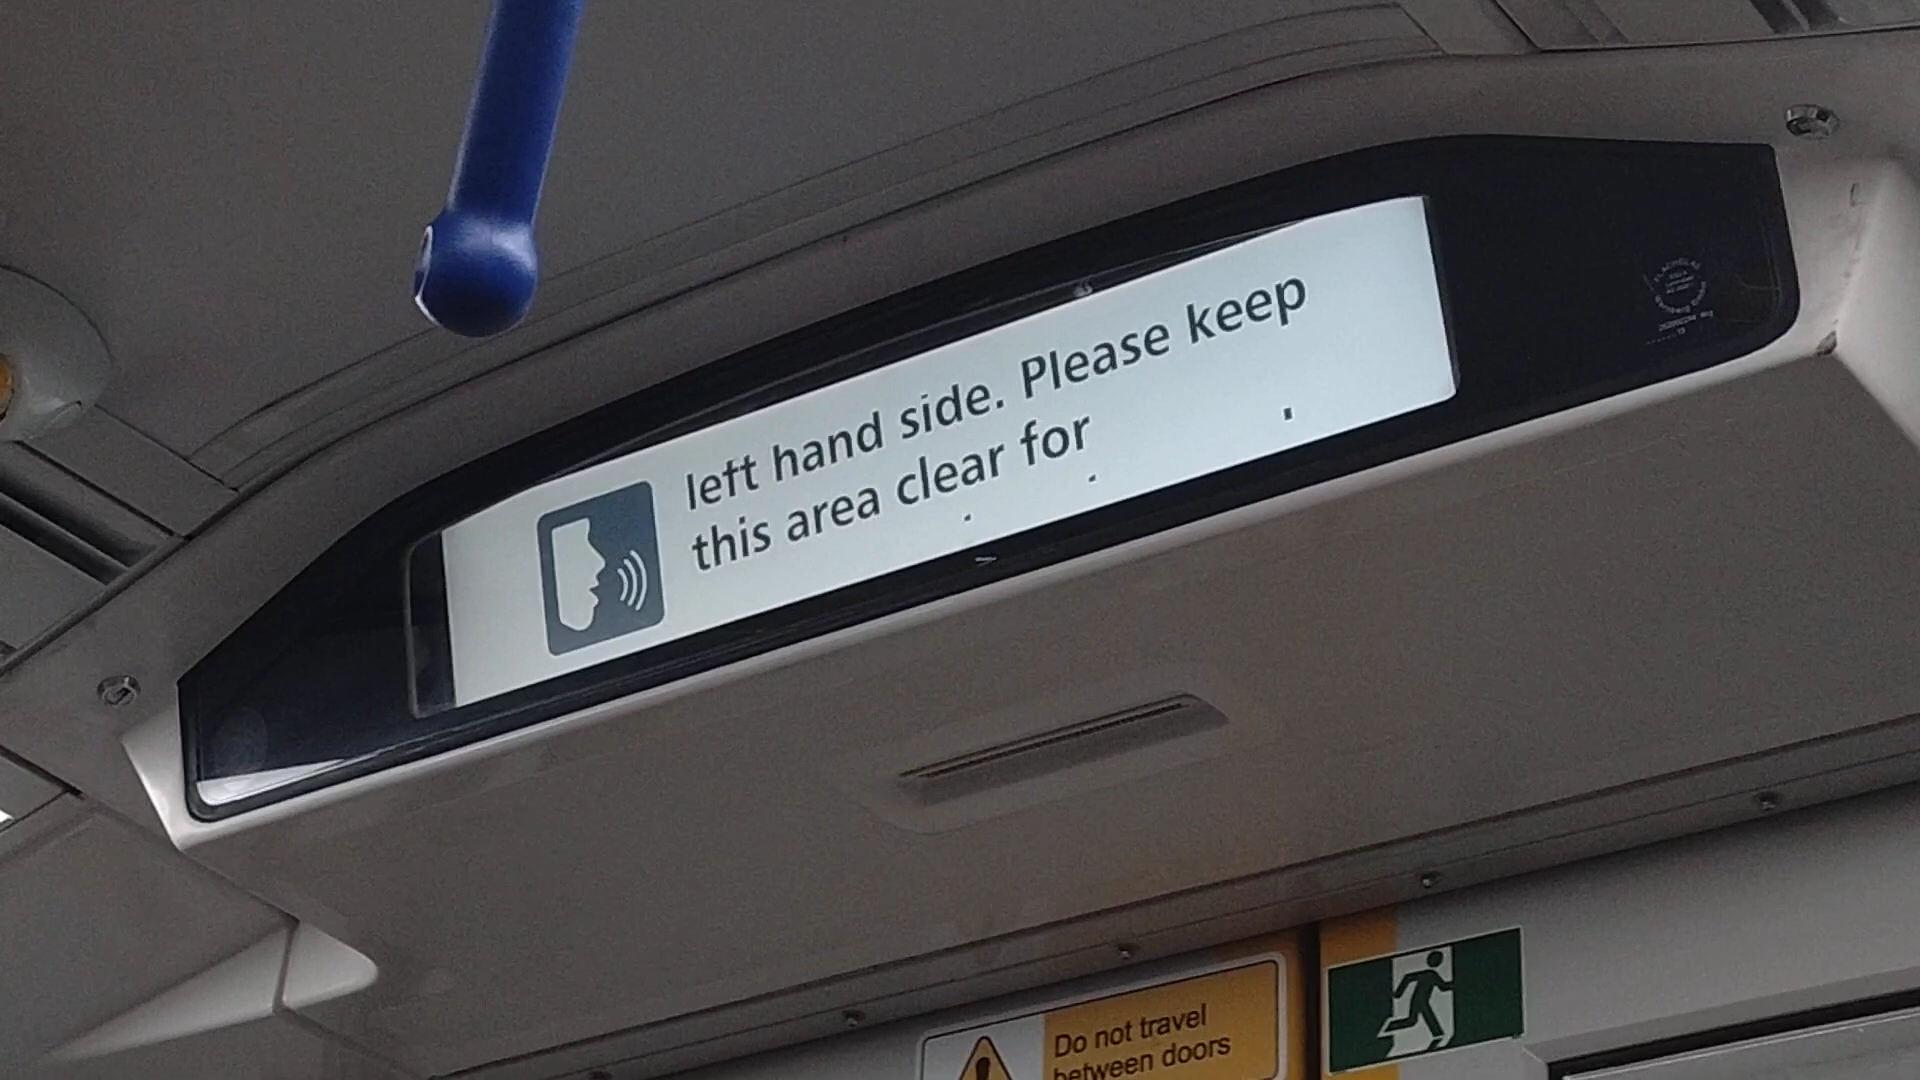 left hand side. Please keep
this area clear for
Do not travel
between doors